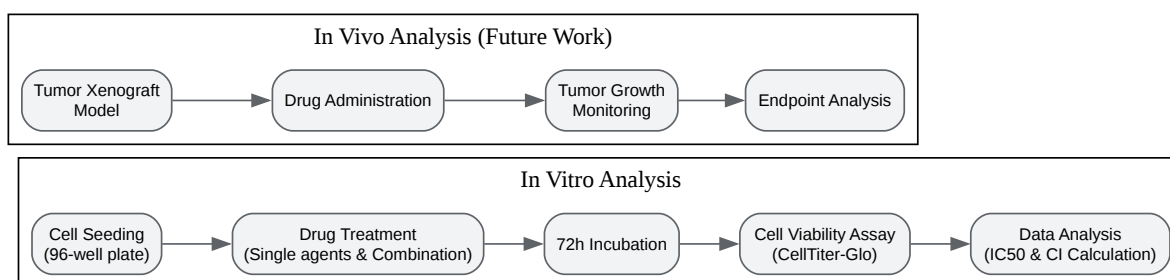 In Vivo Analysis (Future Work)
Tumor Xenograft
Model
Drug Administration
Tumor Growth
Monitoring
Endpoint Analysis
In Vitro Analysis
Cell Seeding
(96-well plate)
Drug Treatment
(Single agents & Combination)
72h Incubation
Cell Viability Assay
(CellTiter-Glo)
Data Analysis
(IC50 & CI Calculation)